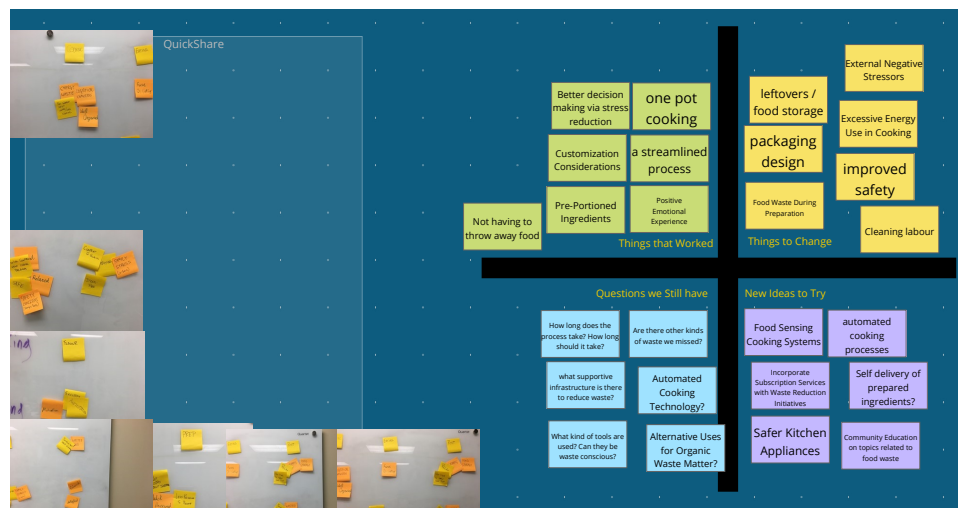 QuickShare
Better decision
making via stress
reduction
one pot
cooking
Customization
Considerations
a streamlined
process
Pre-Portioned
Ingredients
Positive
Emotional
Experience
Not having to
throw away food
Things that Worked
External Negative
Stressors
leftovers /
food storage
Excessive Energy
Use in Cooking
packaging
design
improved
safety
Food Waste During
Preparation
Cleaning labour
Things to Change
Questions we Still have
How long does the
process take? How long
should it take?
Are there other kinds
of waste we missed?
what supportive
infrastructure is there
to reduce waste?
Automated
Cooking
Technology?
What kind of tools are
used? Can they be
waste conscious?
Alternative Uses
for Organic
Waste Matter?
New Ideas to Try
Food Sensing
Cooking Systems
automated
cooking
processes
Incorporate
Subscription Services
with Waste Reduction
Initiatives
Self delivery of
prepared
ingredients?
Safer Kitchen
Appliances
Community Education
on topics related to
food waste